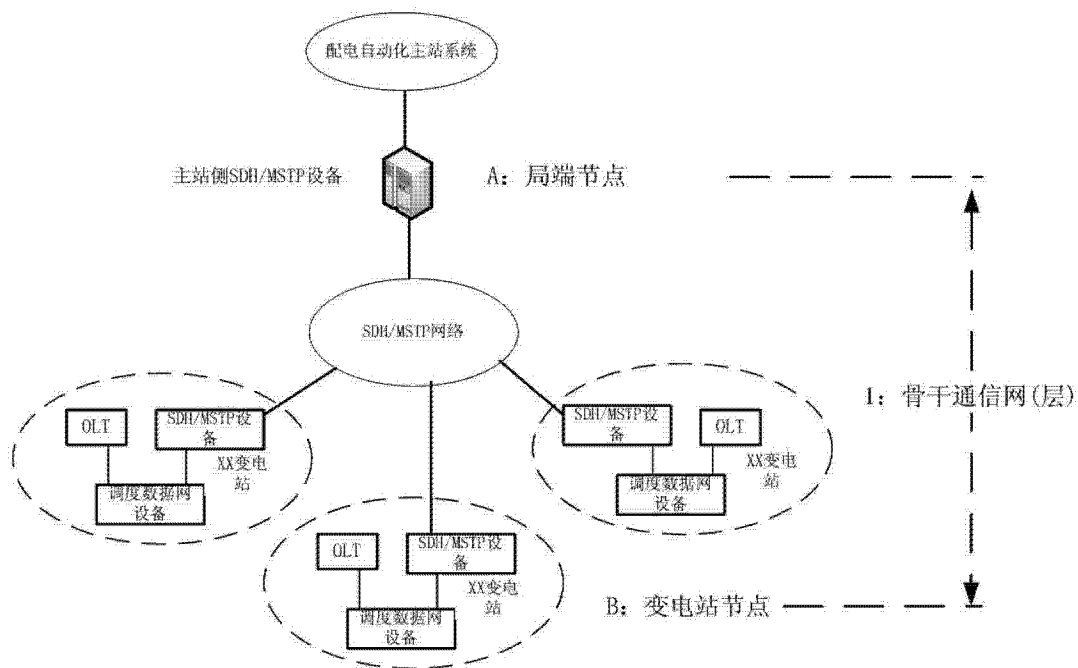 配电自动化主站系统
主站侧SDH/MSTP设备
A: 局端节点
SDH/MSTP网络
1: 骨干通信网(层)
OLT
SDH/MSTP设
备
XX变电
站
调度数据网
设备
SDH/MSTP设
备
OLT
XX变电
站
调度数据网
设备
OLT
SDH/MSTP设
备
XX变电
站
调度数据网
设备
B: 变电站节点